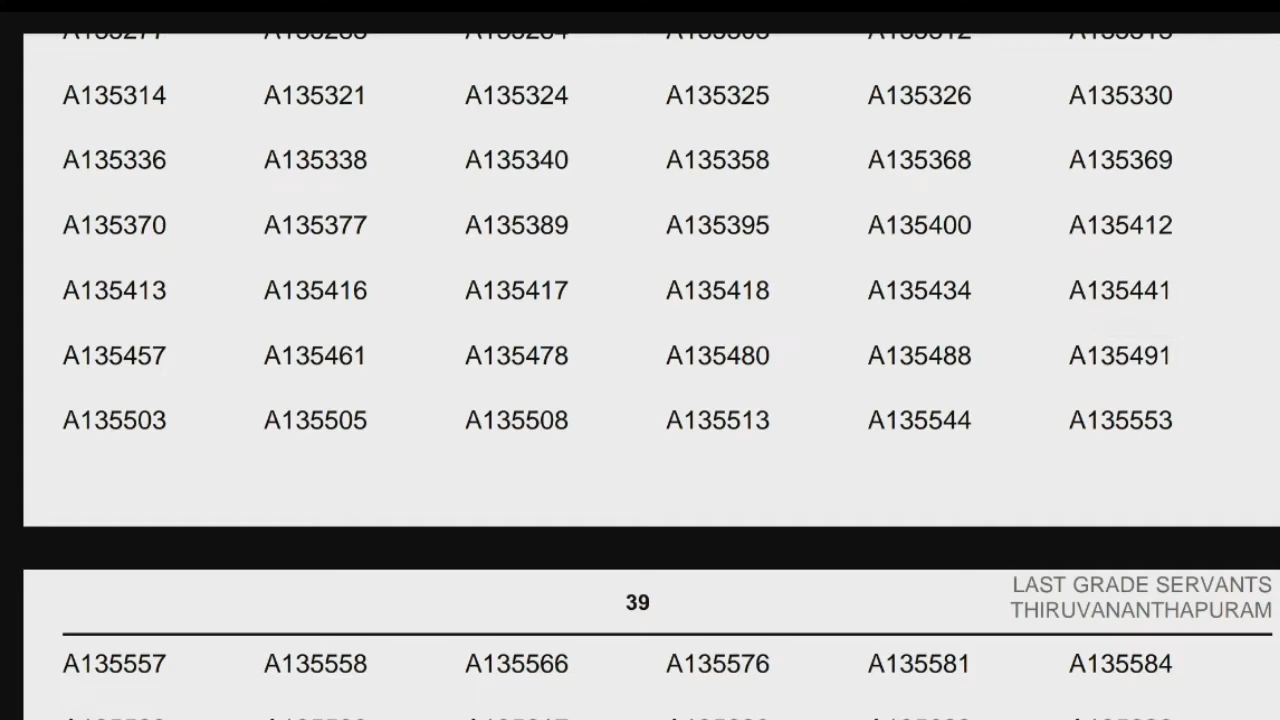 A135314 A135321 A135324 A135325 A135326 A135330
A135336 A135338 A135340 A135358 A135368 A135369
A135370 A135377 A135389 A135395 A135400 A135412
A135413 A135416 A135417 A135418 A135434 A135441
A135457 A135461 A135478 A135480 A135488 A135491
A135503 A135505 A135508 A135513 A135544 A135553
LAST GRADE SERVANTS
39
THIRUVANANTHAPURAM
A135557 A135558 A135566 A135576 A135581 A135584